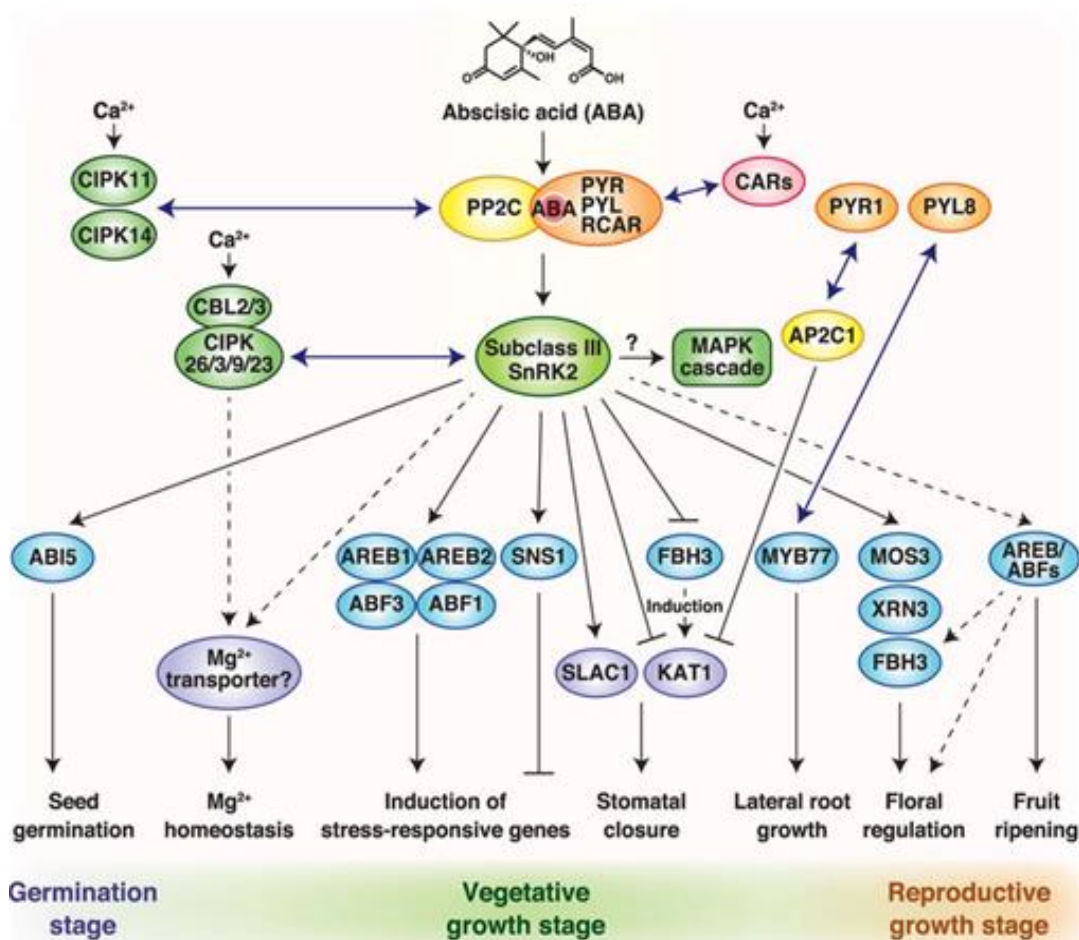 OH
O
O
OH
Abscisic acid (ABA)
Ca²⁺
Ca²⁺
CIPK11
CIPK14
PP2C
ABA
PYR
PYL
RCAR
CARs
PYR1
PYL8
Ca²⁺
CBL2/3
CIPK
26/3/9/23
Subclass III
SnRK2
?
MAPK
cascade
AP2C1
ABI5
AREB1
AREB2
SNS1
FBH3
MYB77
MOS3
AREB/
ABFs
ABF3
ABF1
Induction
XRN3
FBH3
Mg²⁺
transporter?
SLAC1
KAT1
Seed
germination
Mg²⁺
homeostasis
Induction of
stress-responsive genes
Stomatal
closure
Lateral root
growth
Floral
regulation
Fruit
ripening
Germination
stage
Vegetative
growth stage
Reproductive
growth stage